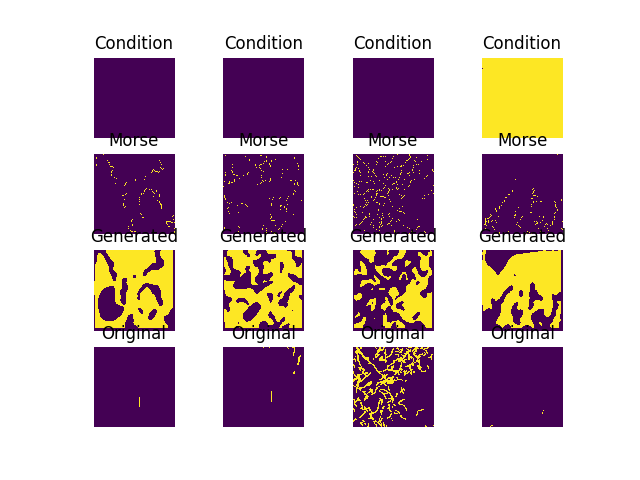 Condition Condition Condition Condition
Morse Morse Morse Morse
Generated Generated Generated Generated
Original Original Original Original